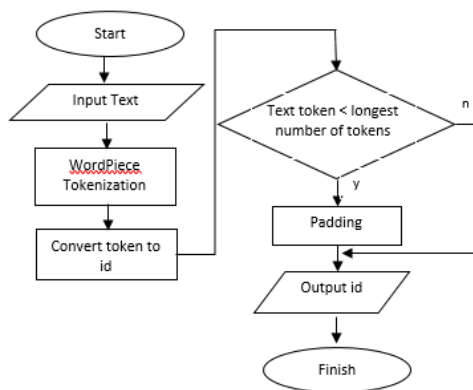 Start
Input Text
WordPiece
Tokenization
Convert token to
id
Text token < longest
number of tokens
n
y
Padding
Output id
Finish